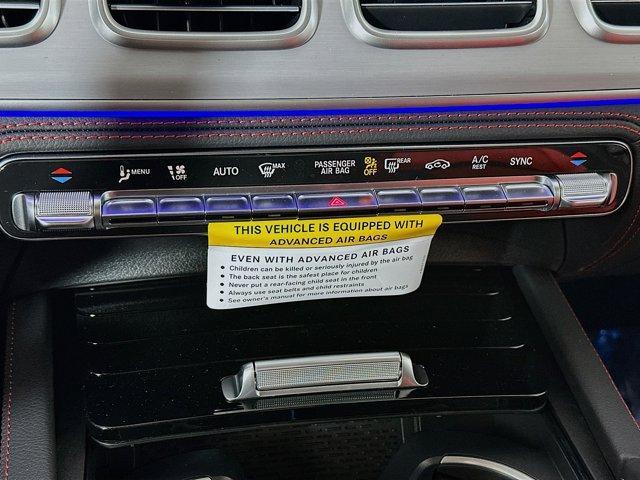 MENU OFF AUTO MAX PASSENGER AIR BAG OFF REAR A/C REST SYNC
THIS VEHICLE IS EQUIPPED WITH
ADVANCED AIR BAGS
EVEN WITH ADVANCED AIR BAGS
• Children can be killed or seriously injured by the air bag
• The back seat is the safest place for children
• Never put a rear-facing child seat in the front
• Always use seat belts and child restraints
• See owner's manual for more information about air bags